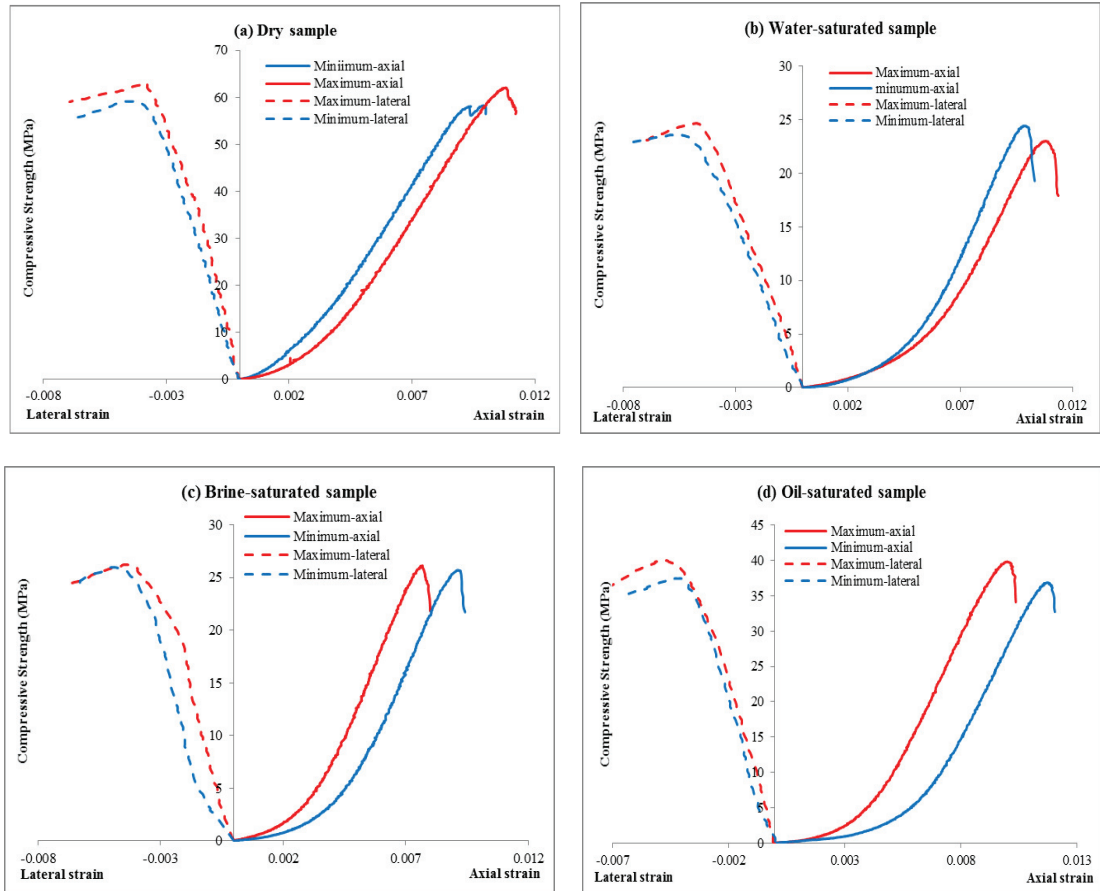 (a) Dry sample
Miniimum-axial
Maximum-axial
Maximum-lateral
Minimum-lateral
Compressive Strength (MPa)
70
60
50
40
30
20
10
0
-0.008
-0.003
0.002
0.007
0.012
Lateral strain
Axial strain
(b) Water-saturated sample
Maximum-axial
minumum-axial
Maximum-lateral
Minimum-lateral
Compressive Strength (MPa)
30
25
20
15
10
5
0
-0.008
-0.003
0.002
0.007
0.012
Lateral strain
Axial strain
(c) Brine-saturated sample
Maximum-axial
Minimum-axial
Maximum-lateral
Minimum-lateral
Compressive Strength (MPa)
30
25
20
15
10
5
0
-0.008
-0.003
0.002
0.007
0.012
Lateral strain
Axial strain
(d) Oil-saturated sample
Maximum-axial
Minimum-axial
Maximum-lateral
Minimum-lateral
Compressive Strength (MPa)
45
40
35
30
25
20
15
10
5
0
-0.007
-0.002
0.003
0.008
0.013
Lateral strain
Axial strain